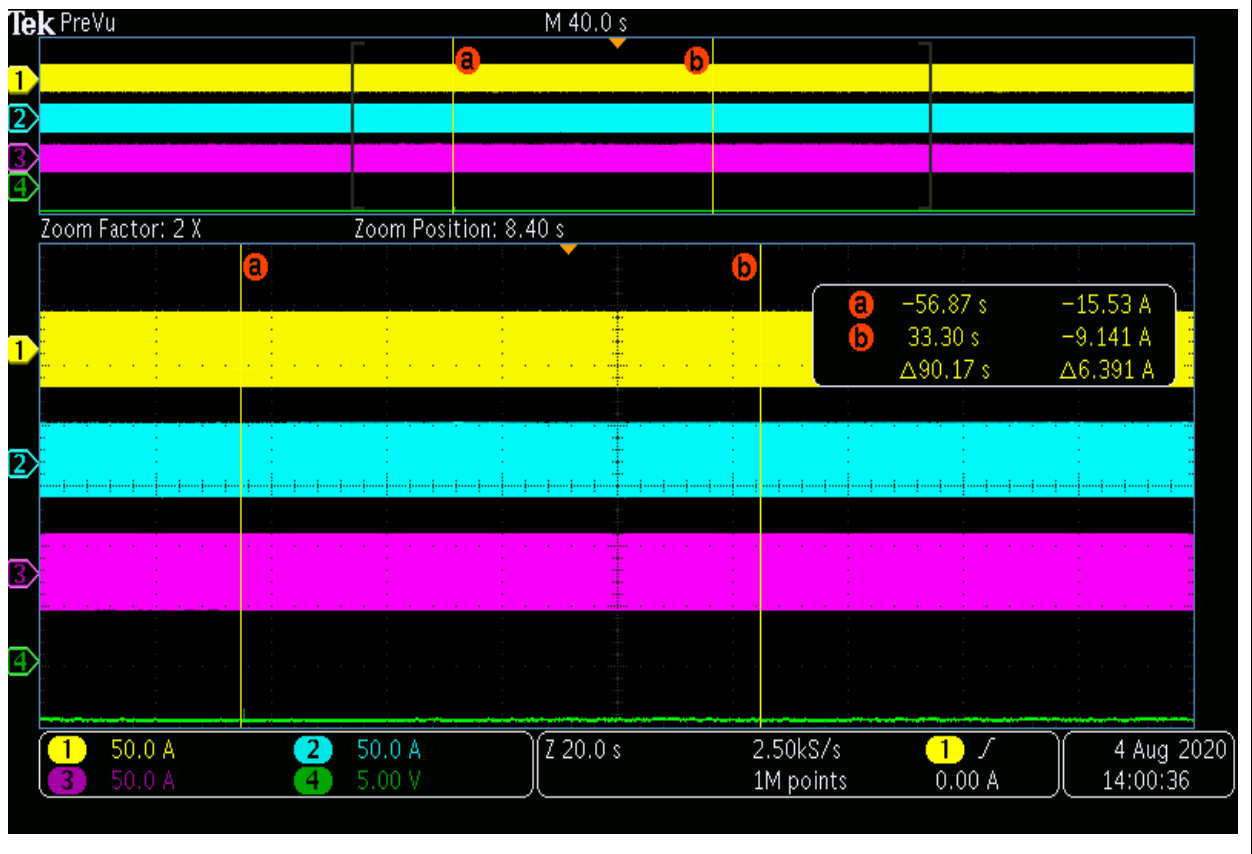 Tek PreVu M 40.0 s
a b
1
2
3
4
Zoom Factor: 2 X Zoom Position: 8.40 s
a b
a −56.87 s −15.53 A
b 33.30 s −9.141 A
Δ90.17 s Δ6.391 A
1
2
3
4
1 50.0 A 2 50.0 A Z 20.0 s 2.50kS/s 1 4 Aug 2020
3 50.0 A 4 5.00 V 1M points 0.00 A 14:00:36